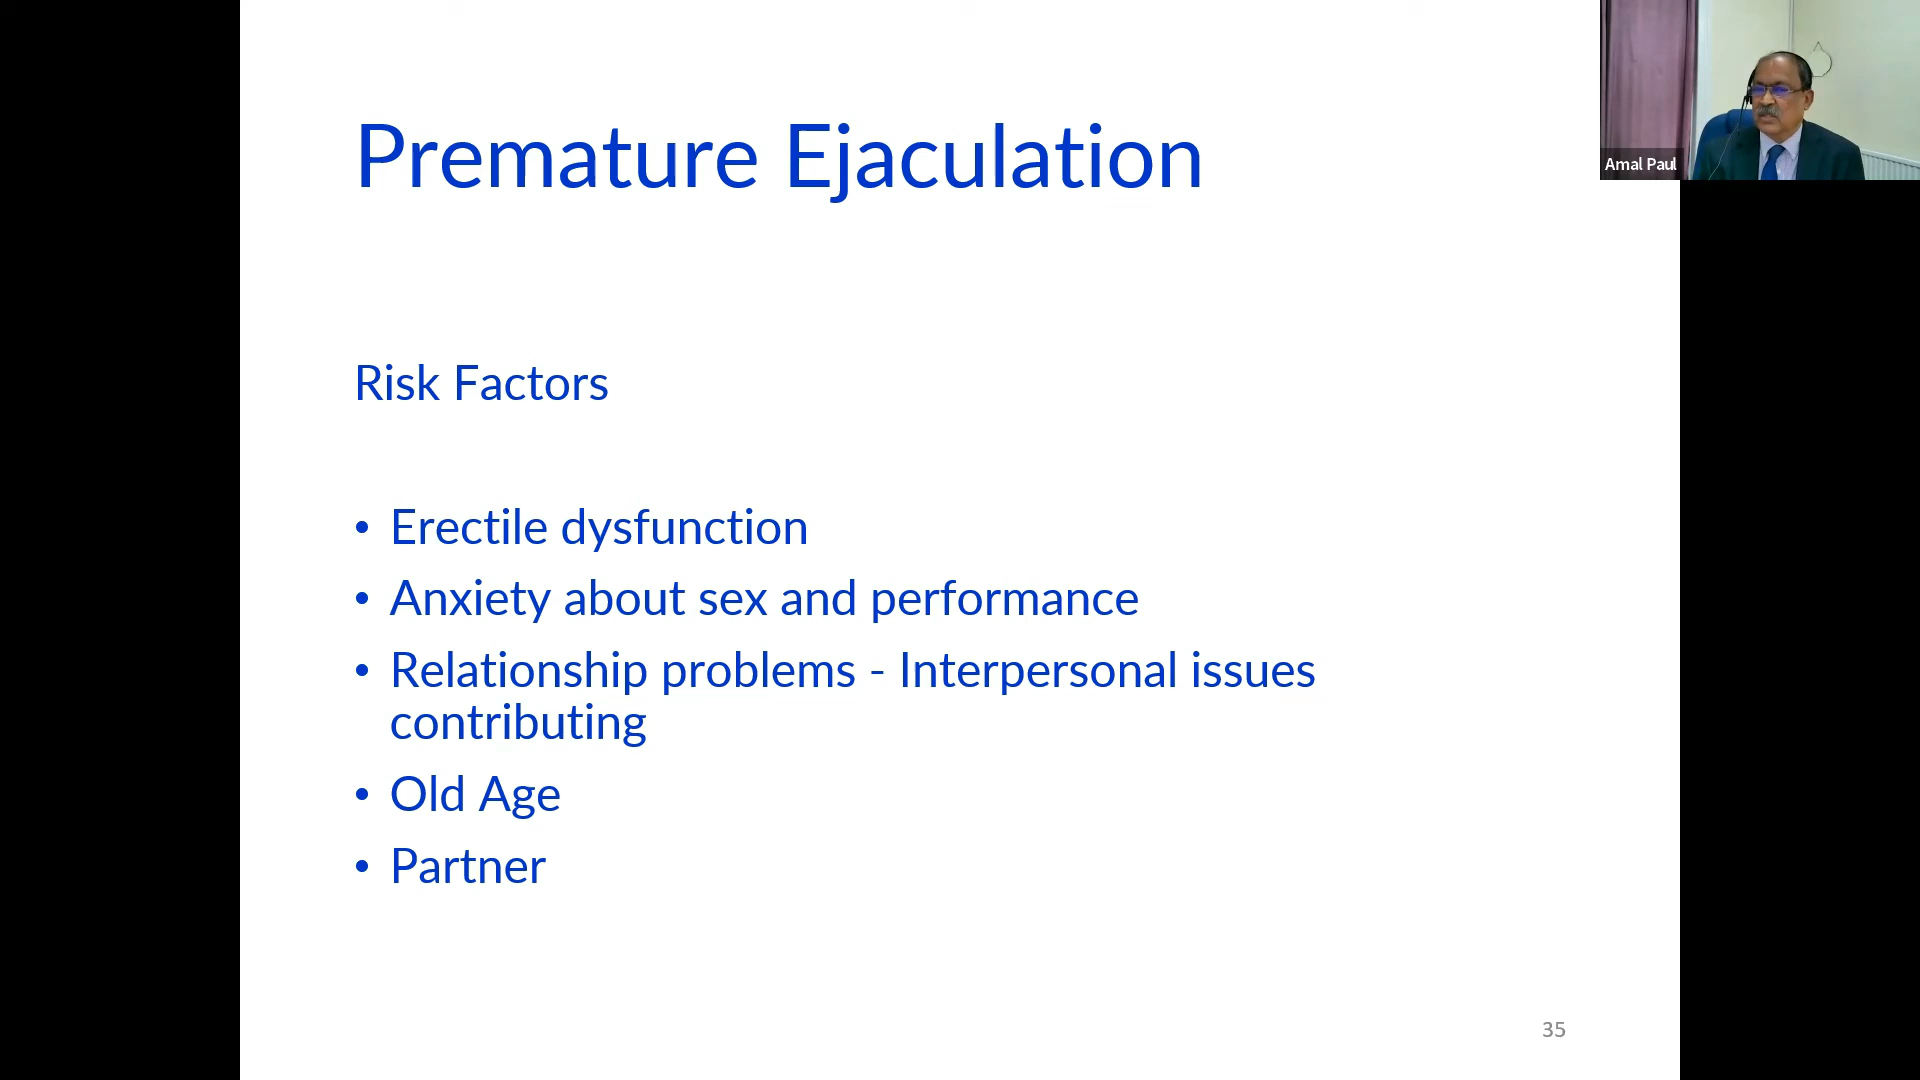 Premature Ejaculation
Amal Paul
Risk Factors
• Erectile dysfunction
• Anxiety about sex and performance
• Relationship problems - Interpersonal issues
contributing
• Old Age
• Partner
35